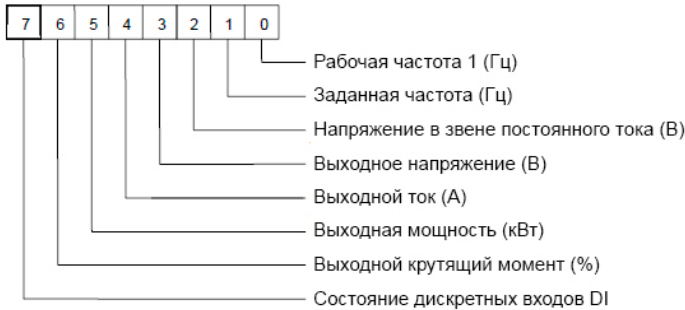 7 6 5 4 3 2 1 0
Рабочая частота 1 (Гц)
Заданная частота (Гц)
Напряжение в звене постоянного тока (В)
Выходное напряжение (В)
Выходной ток (А)
Выходная мощность (кВт)
Выходной крутящий момент (%)
Состояние дискретных входов DI